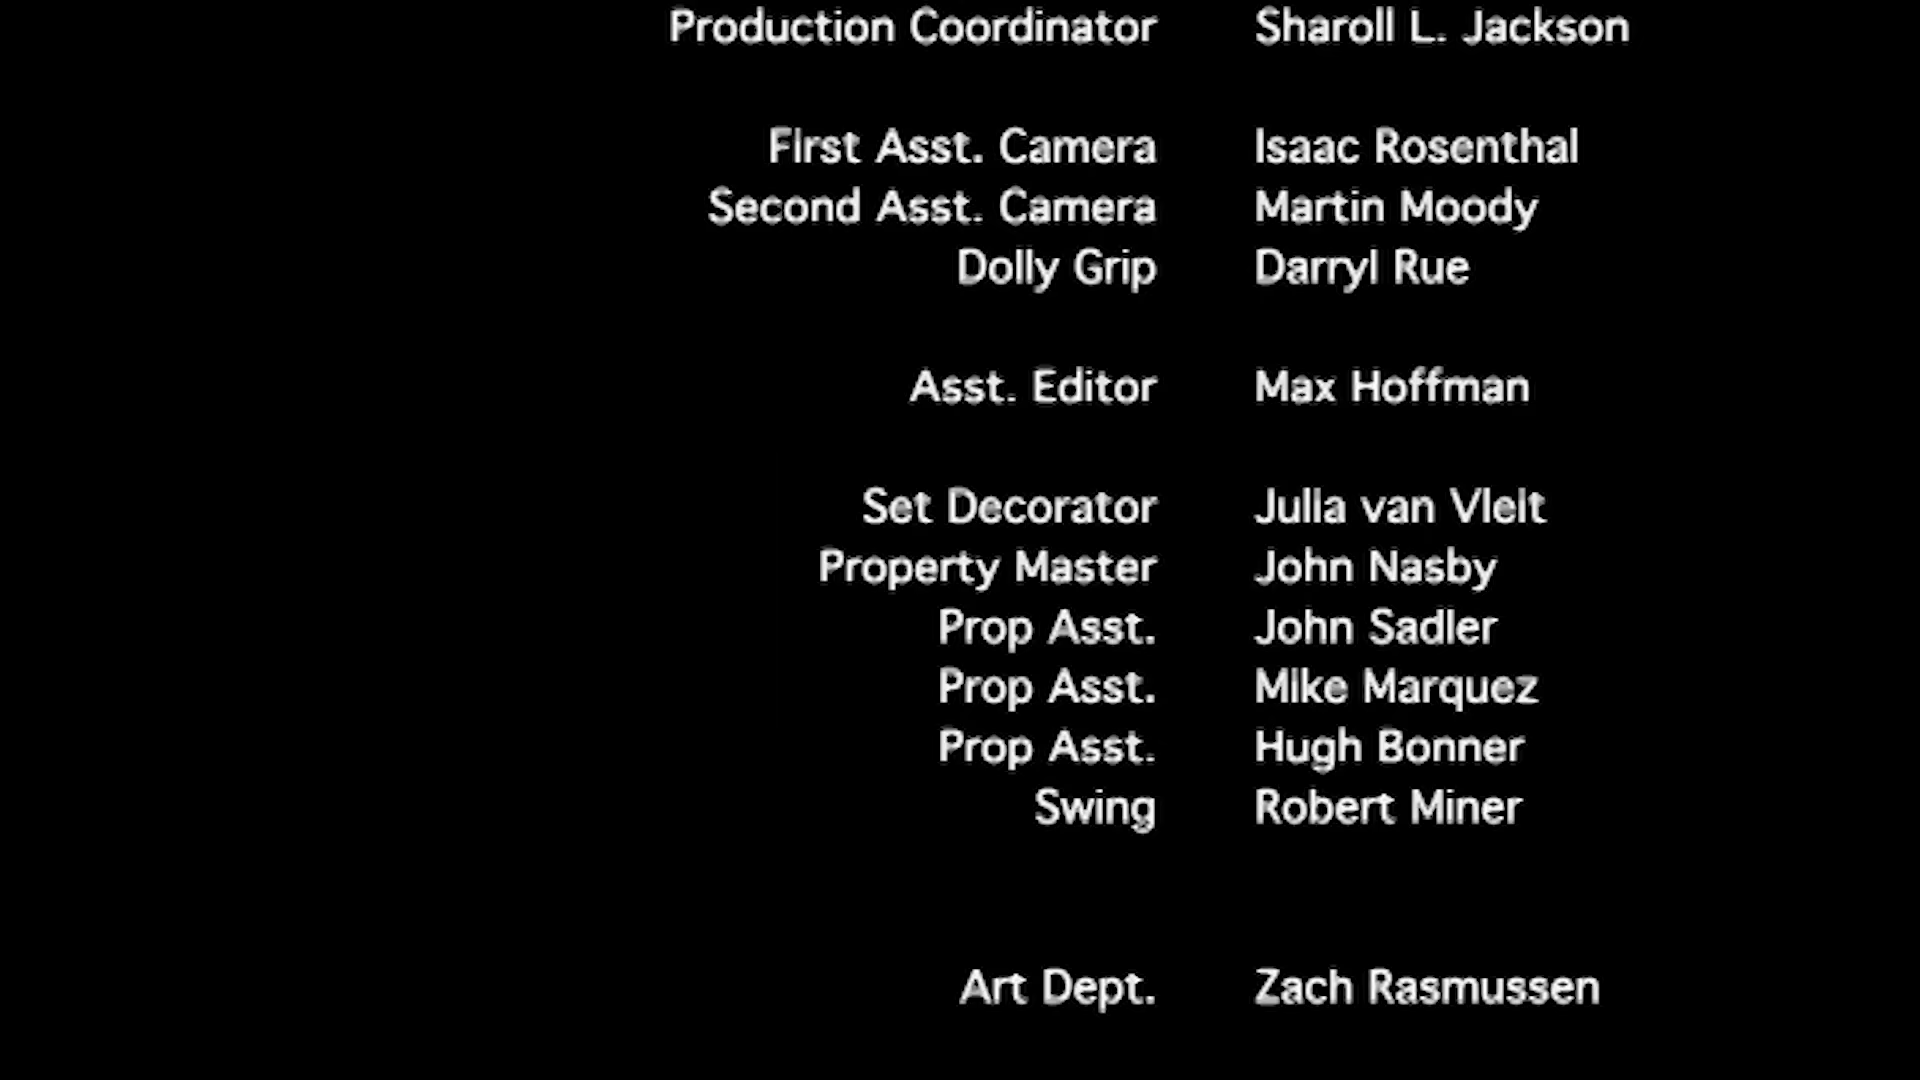 Production Coordinator Sharoll L. Jackson
First Asst. Camera Isaac Rosenthal
Second Asst. Camera Martin Moody
Dolly Grip Darryl Rue
Asst. Editor Max Hoffman
Set Decorator Julia van Vleit
Property Master John Nasby
Prop Asst. John Sadler
Prop Asst. Mike Marquez
Prop Asst. Hugh Bonner
Swing Robert Miner
Art Dept. Zach Rasmussen